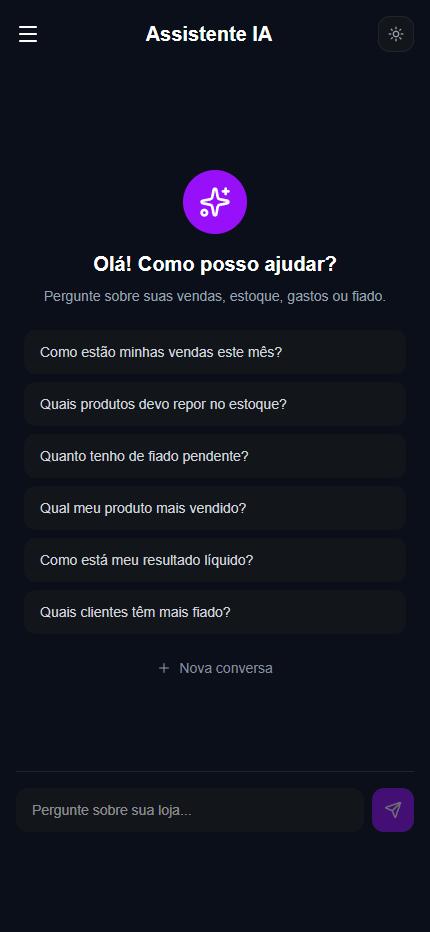 Assistente IA
Olá! Como posso ajudar?
Pergunte sobre suas vendas, estoque, gastos ou fiado.
Como estão minhas vendas este mês?
Quais produtos devo repor no estoque?
Quanto tenho de fiado pendente?
Qual meu produto mais vendido?
Como está meu resultado líquido?
Quais clientes têm mais fiado?
Nova conversa
Pergunte sobre sua loja...